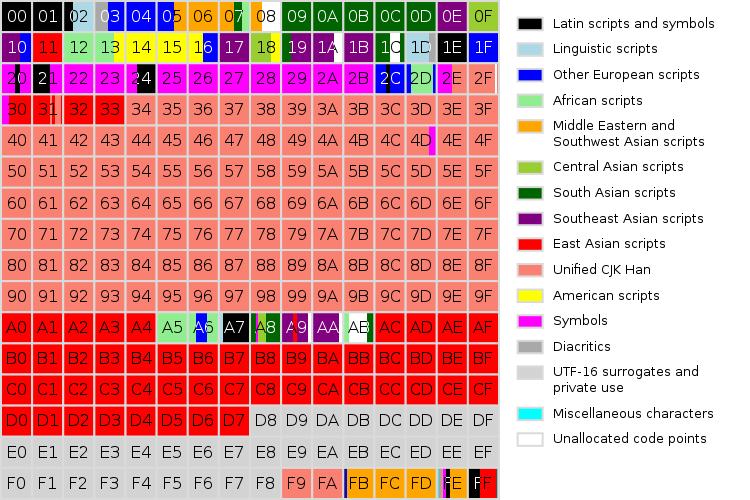 00 01 02 03 04 05 06 07 08 09 0A 0B 0C 0D 0E 0F
10 11 12 13 14 15 16 17 18 19 1A 1B 1C 1D 1E 1F
20 21 22 23 24 25 26 27 28 29 2A 2B 2C 2D 2E 2F
30 31 32 33 34 35 36 37 38 39 3A 3B 3C 3D 3E 3F
40 41 42 43 44 45 46 47 48 49 4A 4B 4C 4D 4E 4F
50 51 52 53 54 55 56 57 58 59 5A 5B 5C 5D 5E 5F
60 61 62 63 64 65 66 67 68 69 6A 6B 6C 6D 6E 6F
70 71 72 73 74 75 76 77 78 79 7A 7B 7C 7D 7E 7F
80 81 82 83 84 85 86 87 88 89 8A 8B 8C 8D 8E 8F
90 91 92 93 94 95 96 97 98 99 9A 9B 9C 9D 9E 9F
A0 A1 A2 A3 A4 A5 A6 A7 A8 A9 AA AB AC AD AE AF
B0 B1 B2 B3 B4 B5 B6 B7 B8 B9 BA BB BC BD BE BF
C0 C1 C2 C3 C4 C5 C6 C7 C8 C9 CA CB CC CD CE CF
D0 D1 D2 D3 D4 D5 D6 D7 D8 D9 DA DB DC DD DE DF
E0 E1 E2 E3 E4 E5 E6 E7 E8 E9 EA EB EC ED EE EF
F0 F1 F2 F3 F4 F5 F6 F7 F8 F9 FA FB FC FD FE FF
Latin scripts and symbols
Linguistic scripts
Other European scripts
African scripts
Middle Eastern and
Southwest Asian scripts
Central Asian scripts
South Asian scripts
Southeast Asian scripts
East Asian scripts
Unified CJK Han
American scripts
Symbols
Diacritics
UTF-16 surrogates and
private use
Miscellaneous characters
Unallocated code points